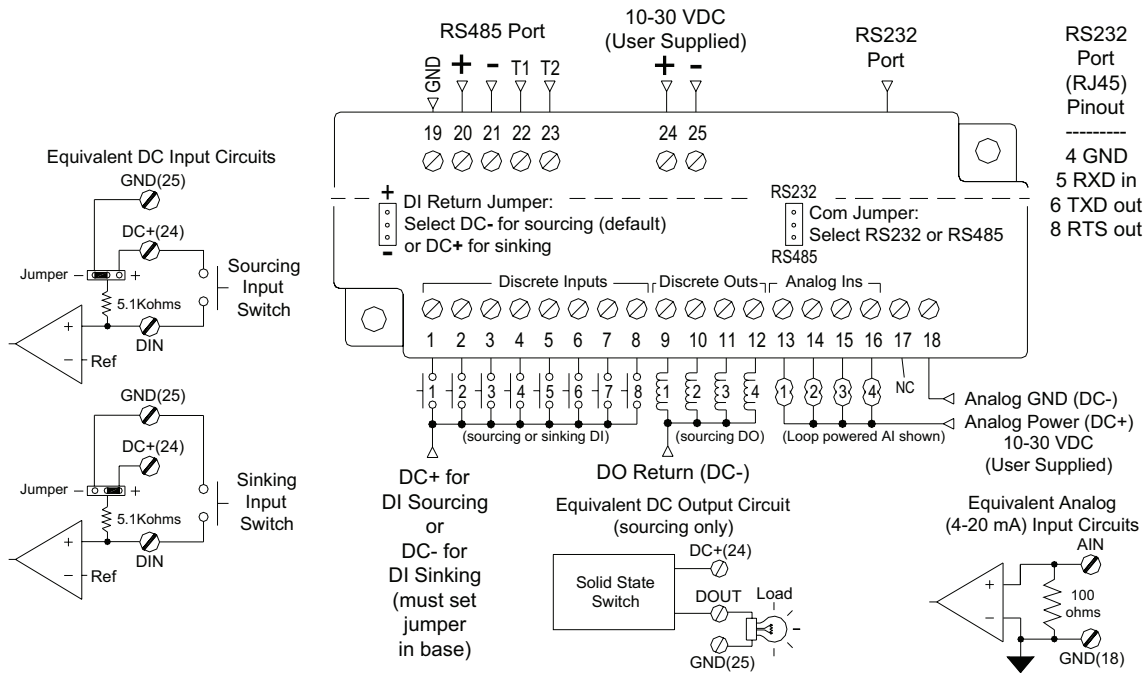 RS485 Port
10-30 VDC
(User Supplied)
RS232
Port
GND
+
-
T1
T2
+
-
19 20 21 22 23
24 25
RS232
Port
(RJ45)
Pinout
---------
4 GND
5 RXD in
6 TXD out
8 RTS out
+
DI Return Jumper:
Select DC- for sourcing (default)
or DC+ for sinking
-
RS232
Com Jumper:
Select RS232 or RS485
RS485
Discrete Inputs
Discrete Outs
Analog Ins
1 2 3 4 5 6 7 8 9 10 11 12 13 14 15 16 17 18
1 2 3 4 5 6 7 8
1 2 3 4
1 2 3 4
NC
(sourcing or sinking DI)
(sourcing DO)
(Loop powered AI shown)
Analog GND (DC-)
Analog Power (DC+)
10-30 VDC
(User Supplied)
DC+ for
DI Sourcing
or
DC- for
DI Sinking
(must set
jumper
in base)
DO Return (DC-)
Equivalent DC Input Circuits
GND(25)
DC+(24)
Jumper
-
+
5.1Kohms
Sourcing
Input
Switch
+
-
Ref
DIN
GND(25)
DC+(24)
Jumper
-
+
5.1Kohms
Sinking
Input
Switch
+
-
Ref
DIN
Equivalent DC Output Circuit
(sourcing only)
DC+(24)
Solid State
Switch
DOUT
Load
GND(25)
Equivalent Analog
(4-20 mA) Input Circuits
AIN
+
-
100
ohms
GND(18)